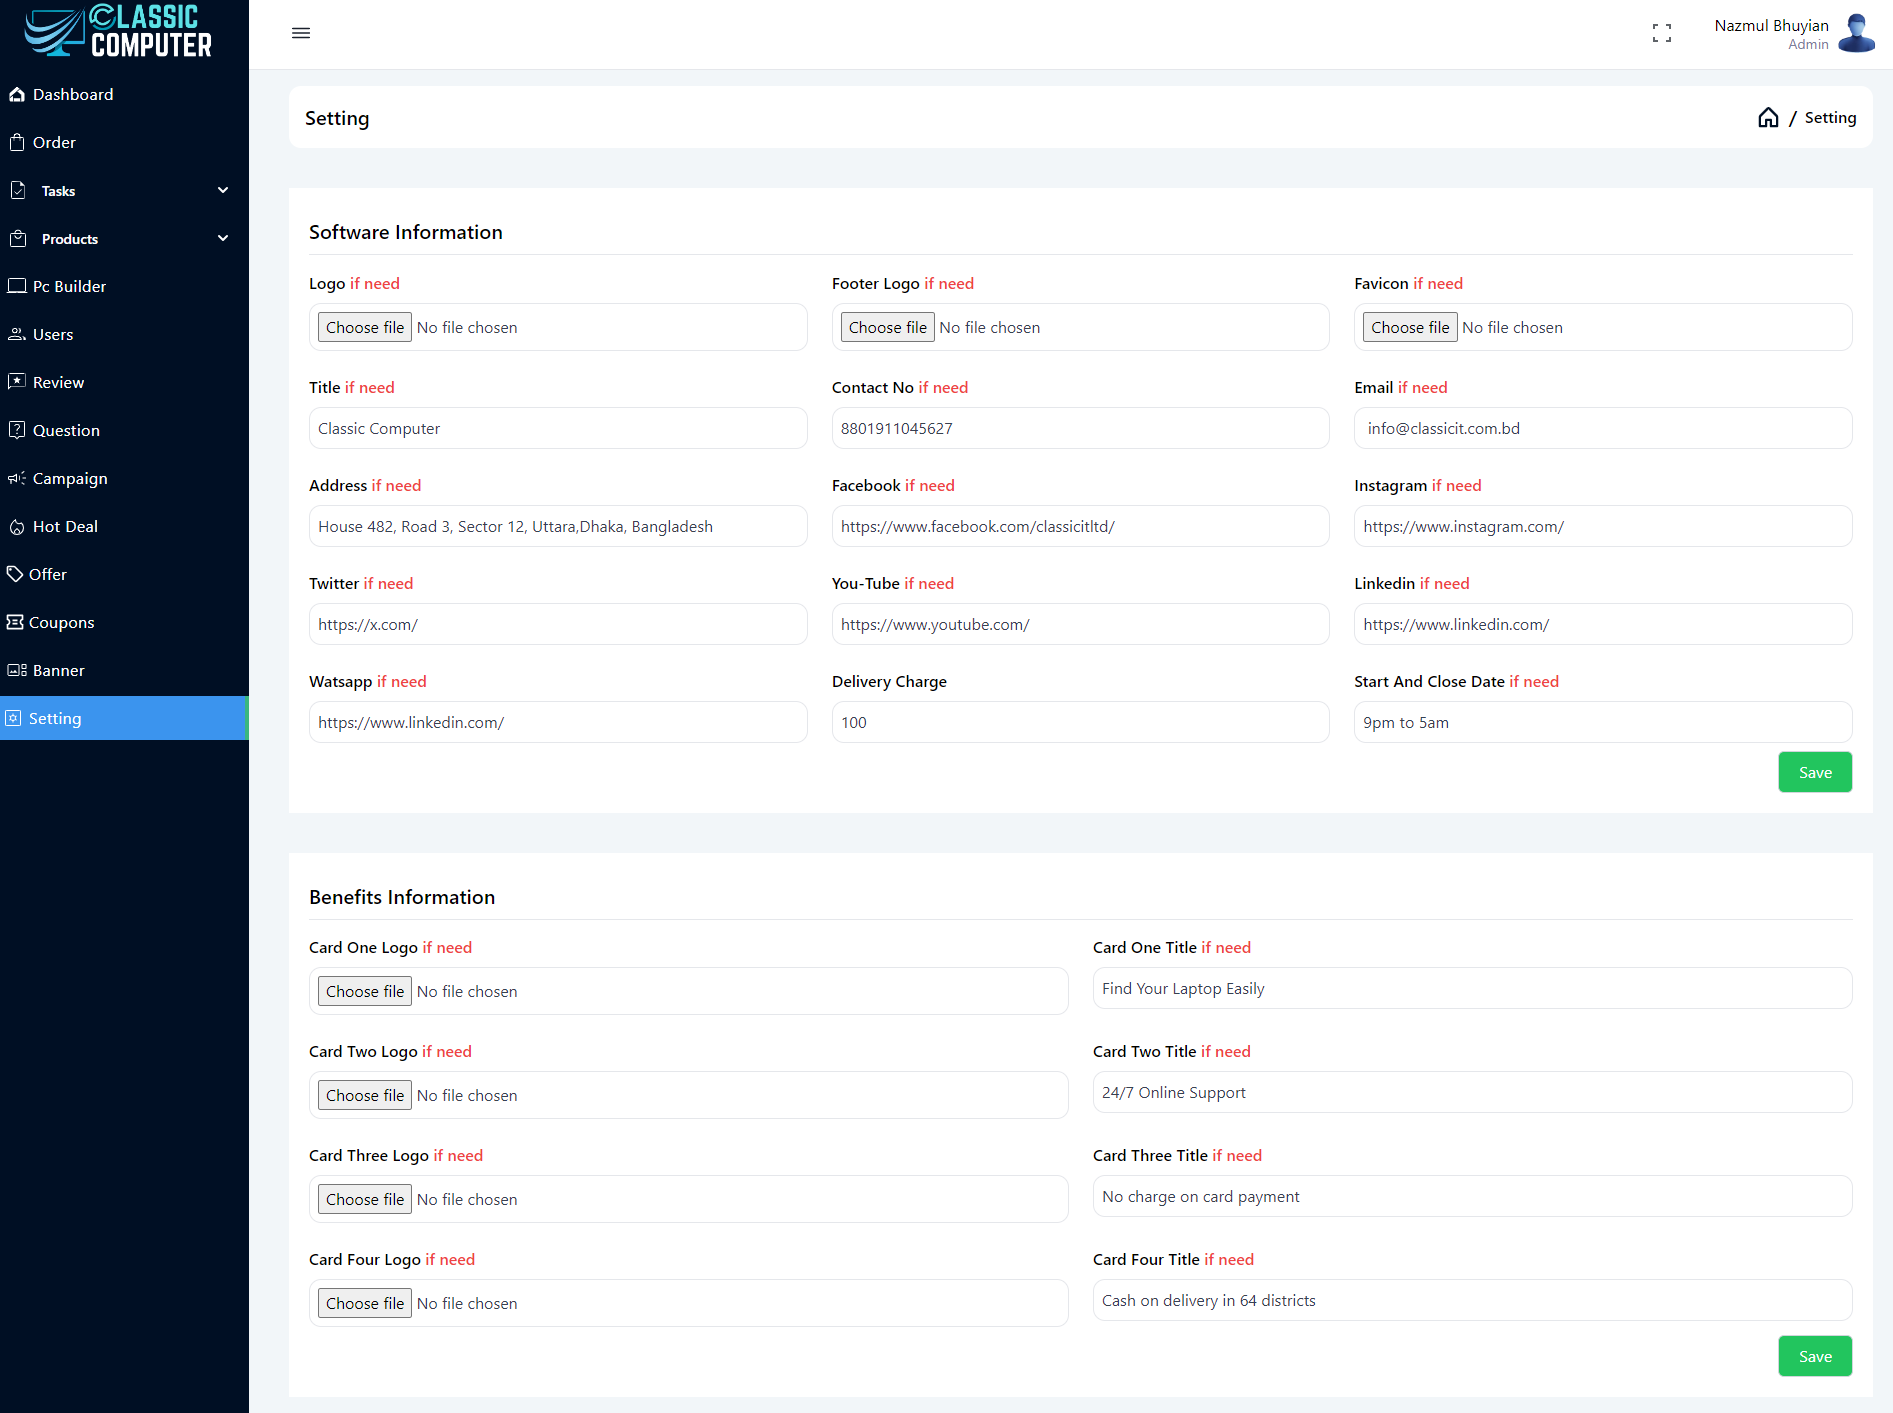 CLASSIC
COMPUTER
Dashboard
Order
Tasks
Products
Pc Builder
Users
Review
Question
Campaign
Hot Deal
Offer
Coupons
Banner
Setting
Nazmul Bhuyian
Admin
Setting
/ Setting
Software Information
Logo if need
Choose file No file chosen
Footer Logo if need
Choose file No file chosen
Favicon if need
Choose file No file chosen
Title if need
Classic Computer
Contact No if need
8801911045627
Email if need
info@classicit.com.bd
Address if need
House 482, Road 3, Sector 12, Uttara,Dhaka, Bangladesh
Facebook if need
https://www.facebook.com/classicitltd/
Instagram if need
https://www.instagram.com/
Twitter if need
https://x.com/
You-Tube if need
https://www.youtube.com/
Linkedin if need
https://www.linkedin.com/
Watsapp if need
https://www.linkedin.com/
Delivery Charge
100
Start And Close Date if need
9pm to 5am
Save
Benefits Information
Card One Logo if need
Choose file No file chosen
Card One Title if need
Find Your Laptop Easily
Card Two Logo if need
Choose file No file chosen
Card Two Title if need
24/7 Online Support
Card Three Logo if need
Choose file No file chosen
Card Three Title if need
No charge on card payment
Card Four Logo if need
Choose file No file chosen
Card Four Title if need
Cash on delivery in 64 districts
Save